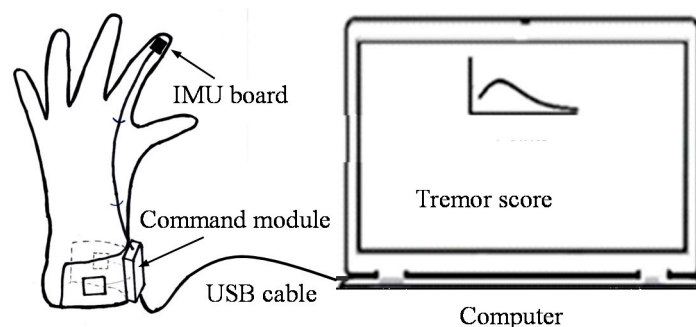 IMU board
Command module
Tremor score
USB cable
Computer